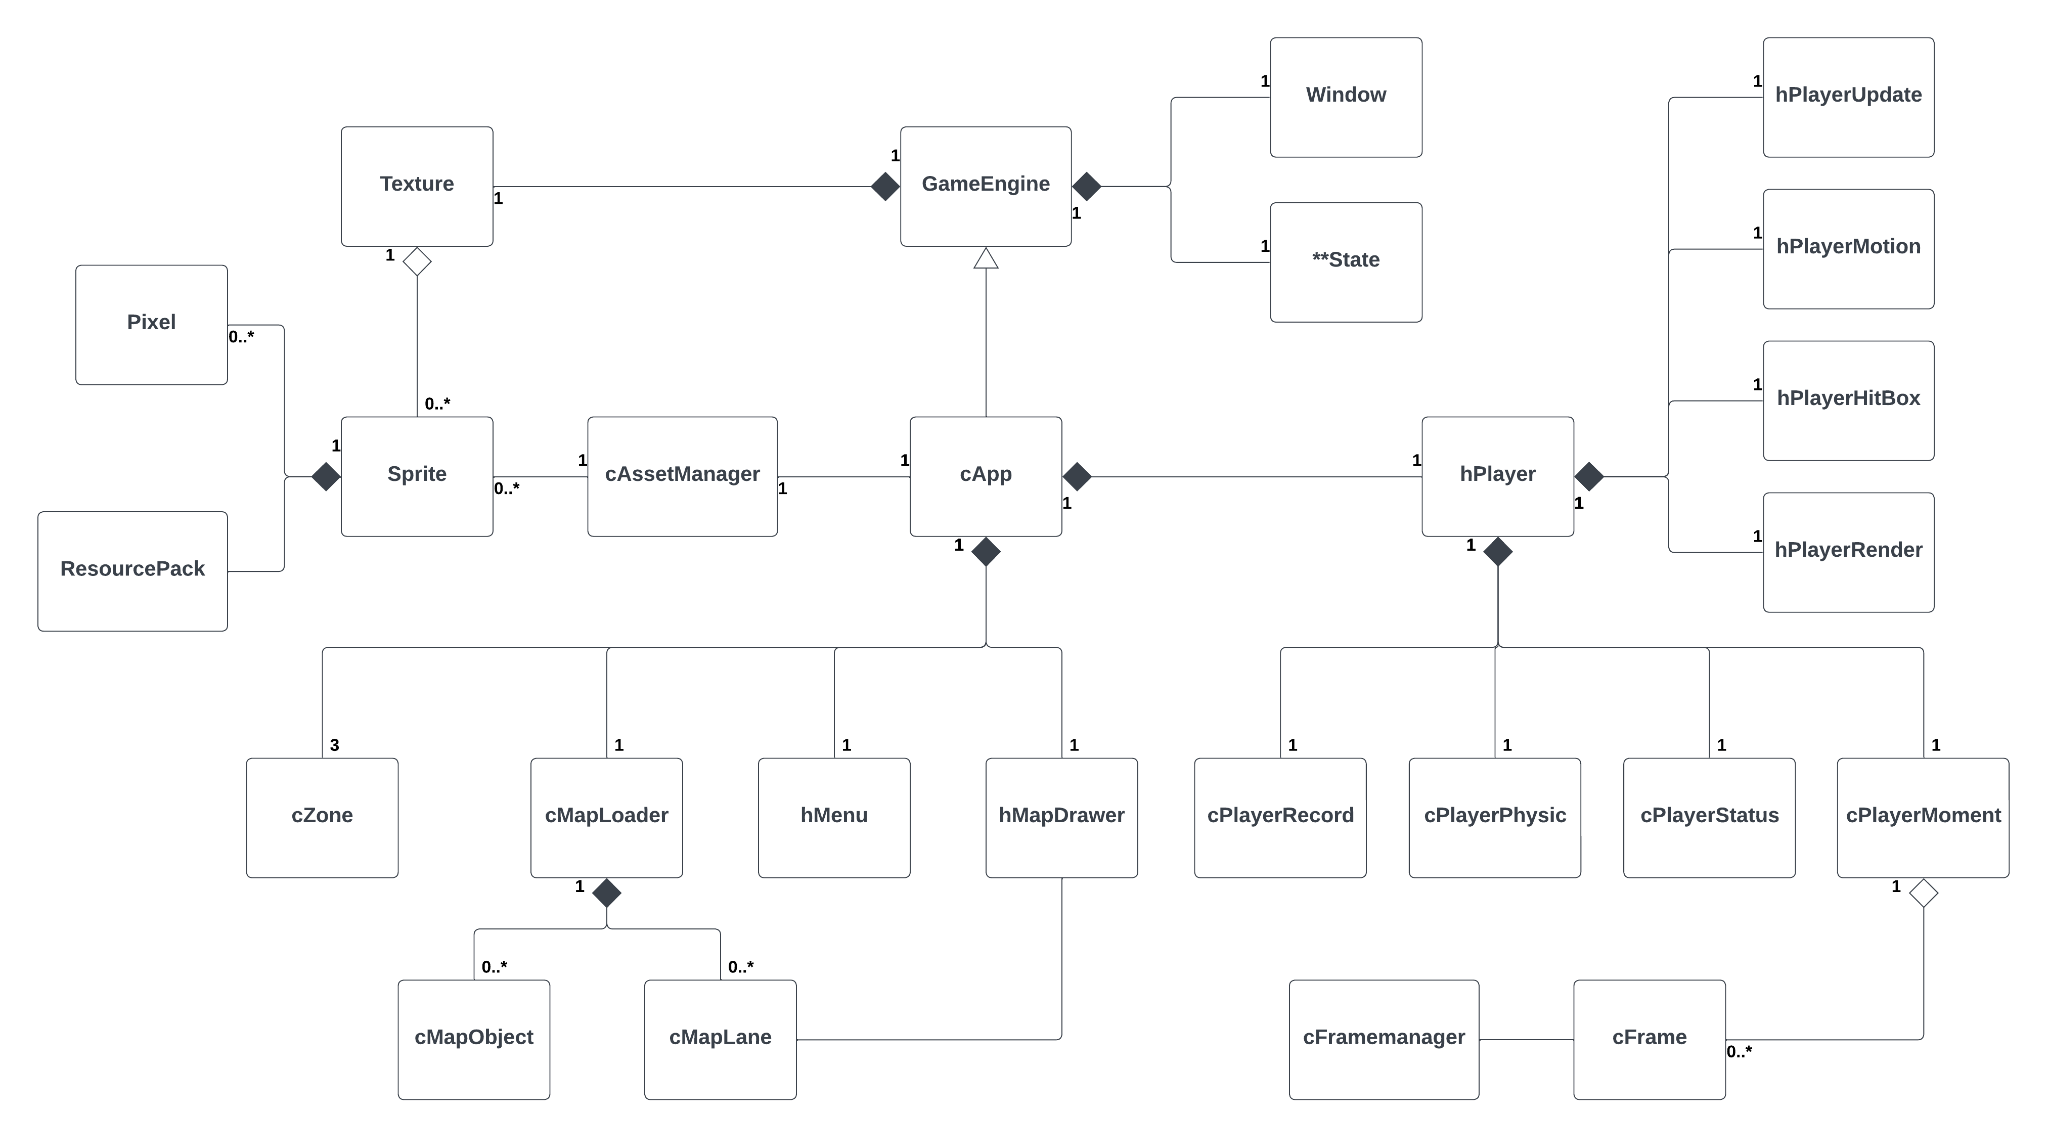 1
Window
1
hPlayerUpdate
Texture
1
1
GameEngine
1
1
**State
1
hPlayerMotion
1
Pixel
0..*
0..*
1
hPlayerHitBox
1
Sprite
0..*
1
cAssetManager
1
1
cApp
1
1
hPlayer
1
1
hPlayerRender
ResourcePack
1
1
3
cZone
1
cMapLoader
1
hMenu
1
hMapDrawer
1
cPlayerRecord
1
cPlayerPhysic
1
cPlayerStatus
1
cPlayerMoment
1
1
0..*
cMapObject
0..*
cMapLane
cFramemanager
cFrame
0..*